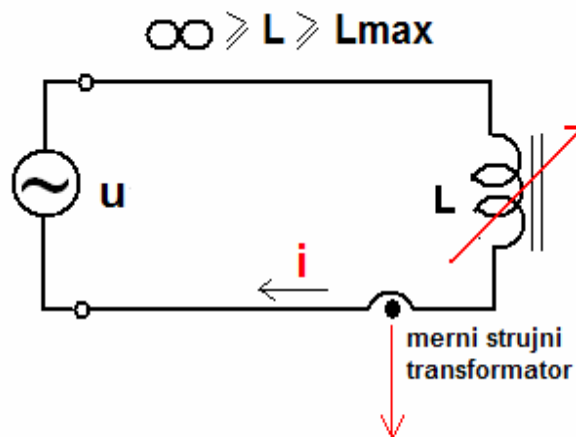 ∞ ⩾ L ⩾ Lmax
u
L
i
merni strujni
transformator